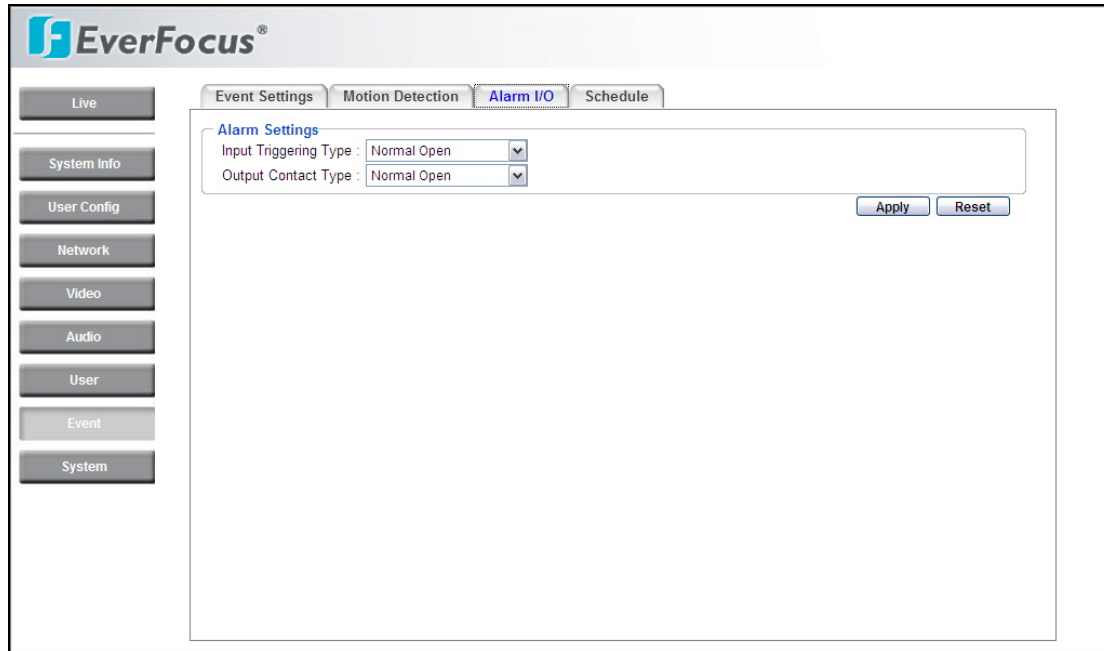 EverFocus®
Live
System Info
User Config
Network
Video
Audio
User
Event
System
Event Settings
Motion Detection
Alarm I/O
Schedule
Alarm Settings
Input Triggering Type : Normal Open
Output Contact Type : Normal Open
Apply
Reset